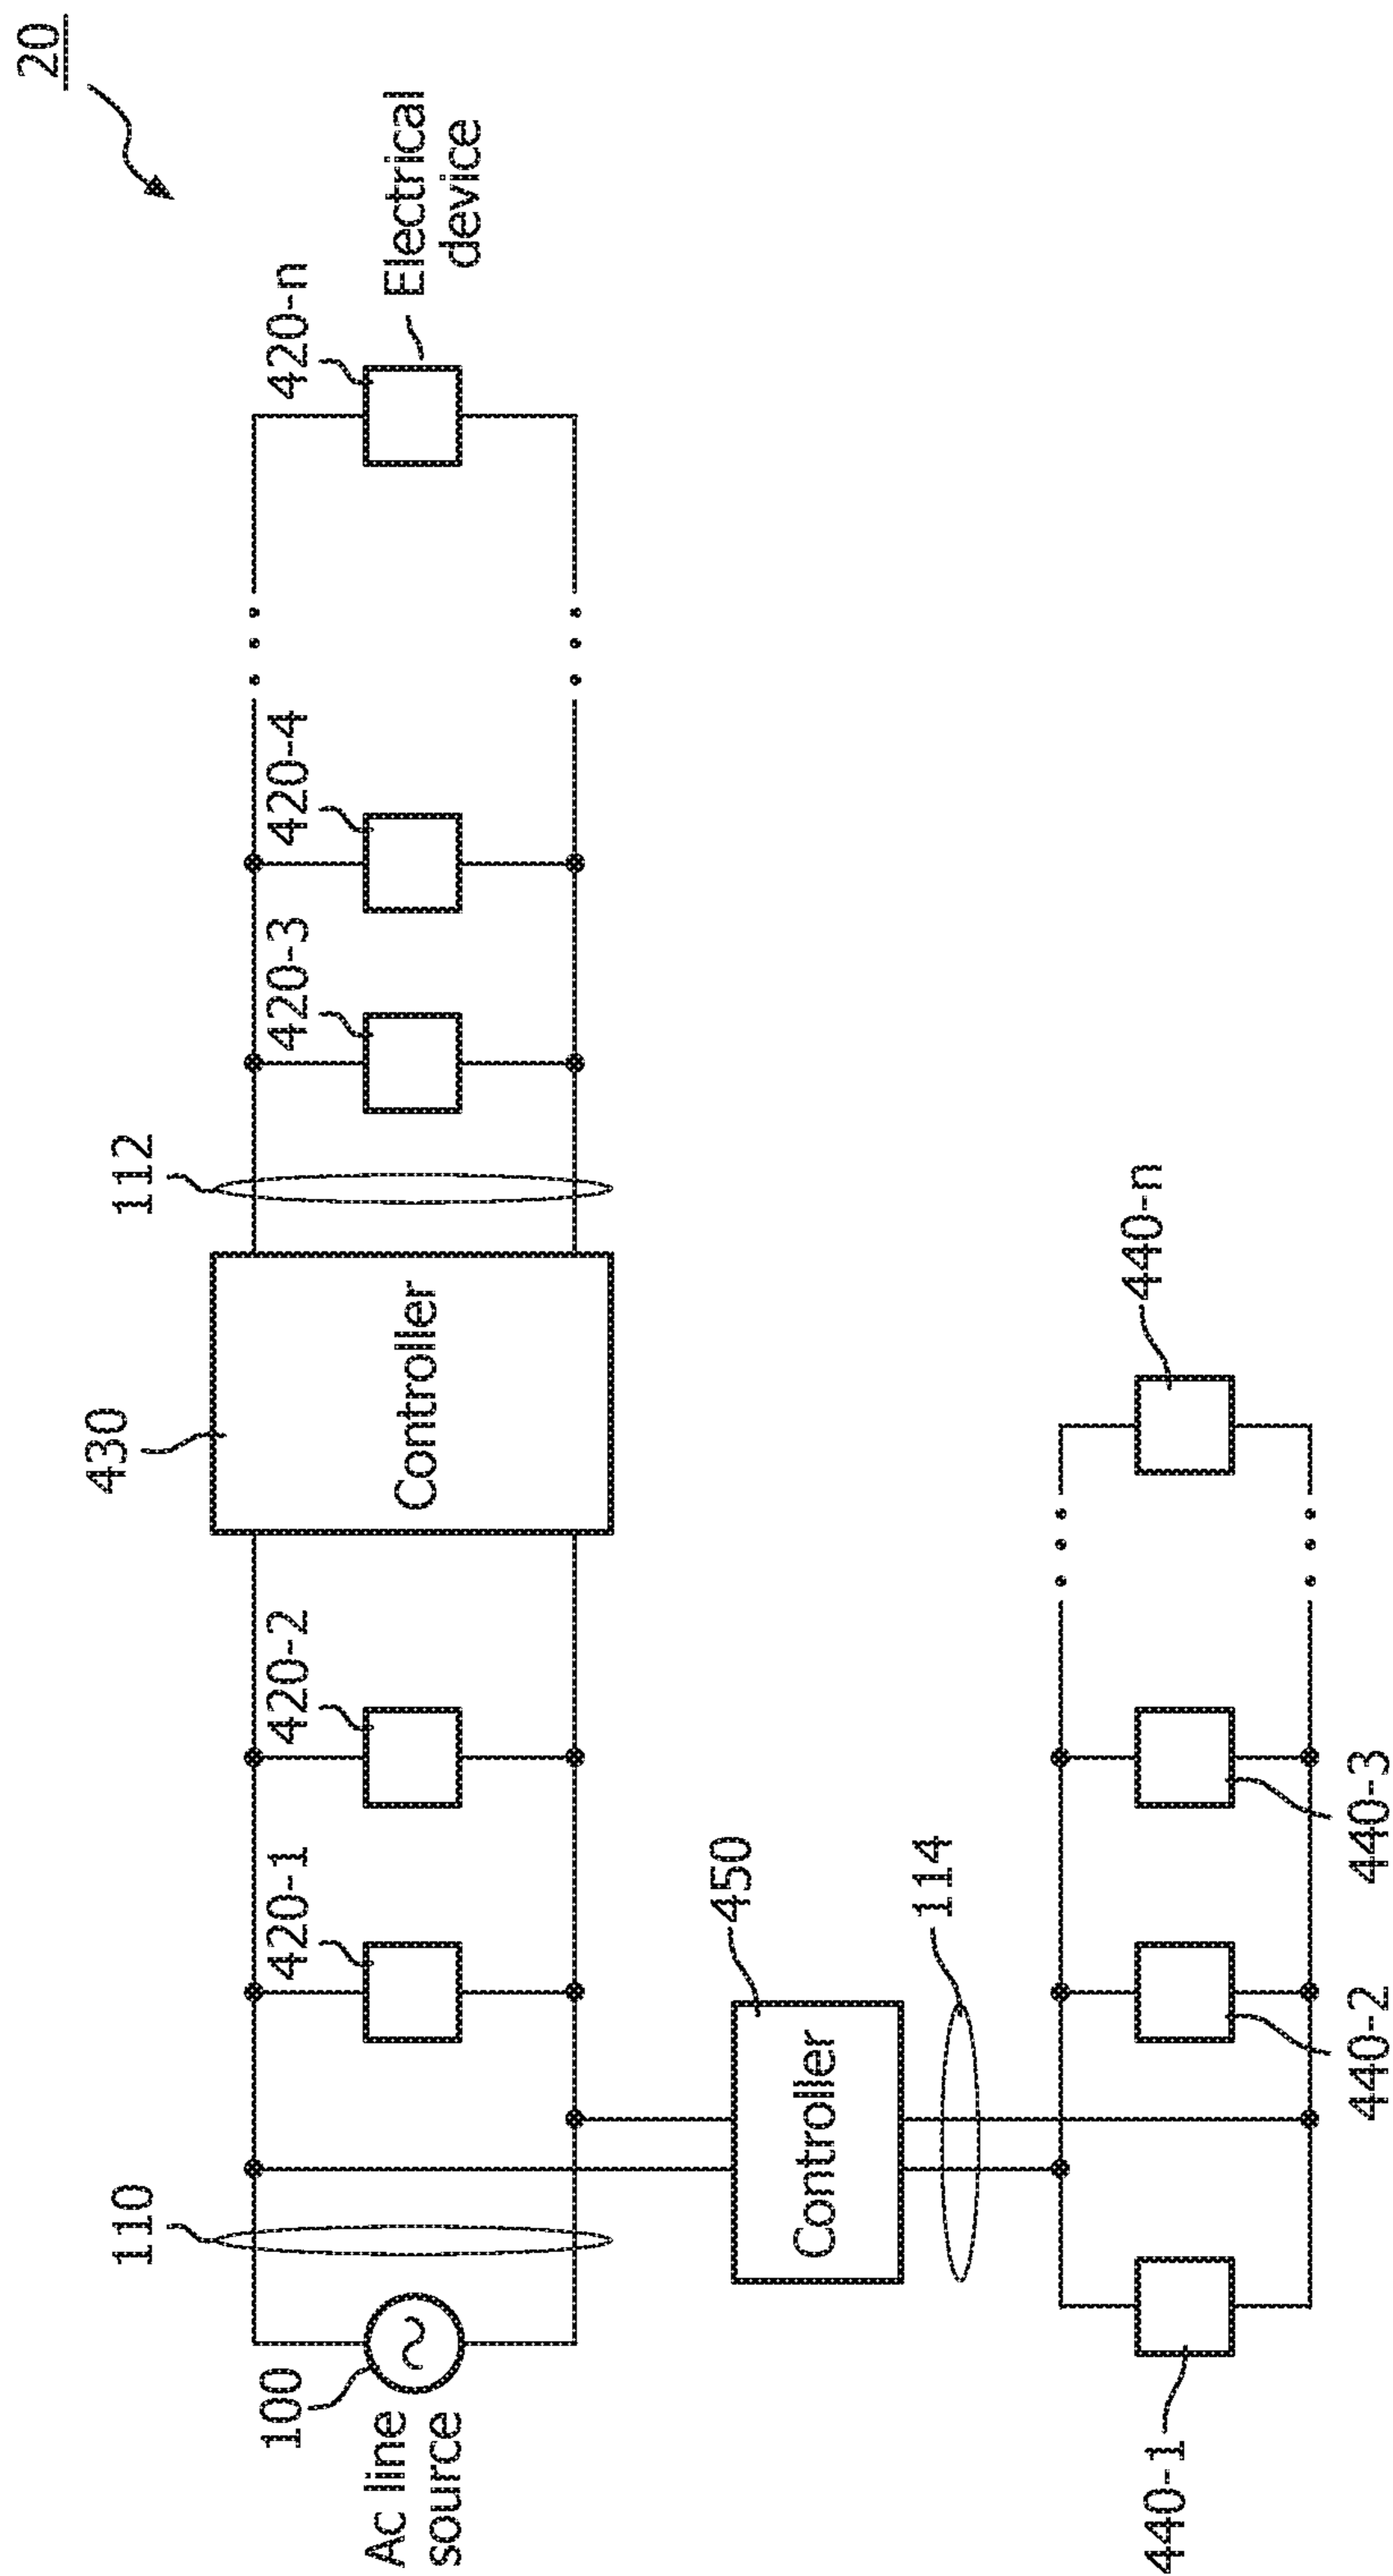 20
100
Ac line
source
110
420-1
420-2
430
Controller
112
420-3
420-4
420-n
Electrical
device
Controller
450
114
440-1
440-2
440-3
440-n